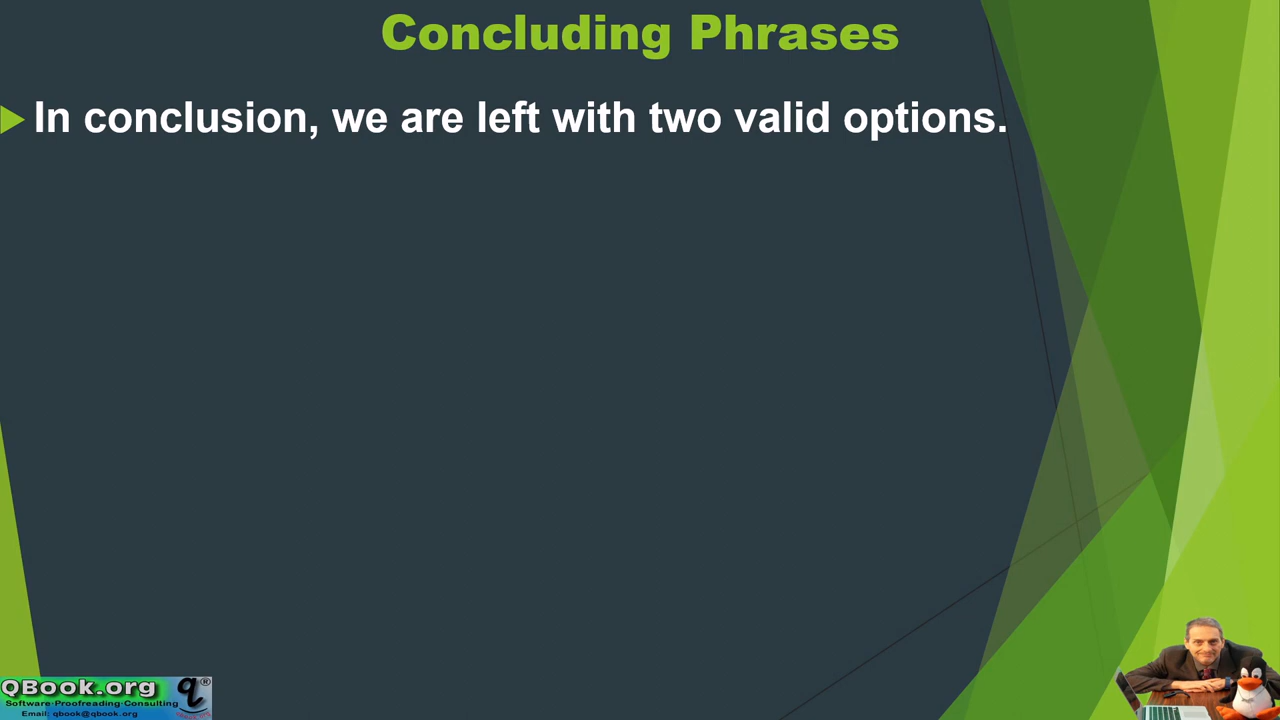 Concluding Phrases
In conclusion, we are left with two valid options.
QBook.org q®
Software·Proofreading·Consulting
Email: qbook@qbook.org